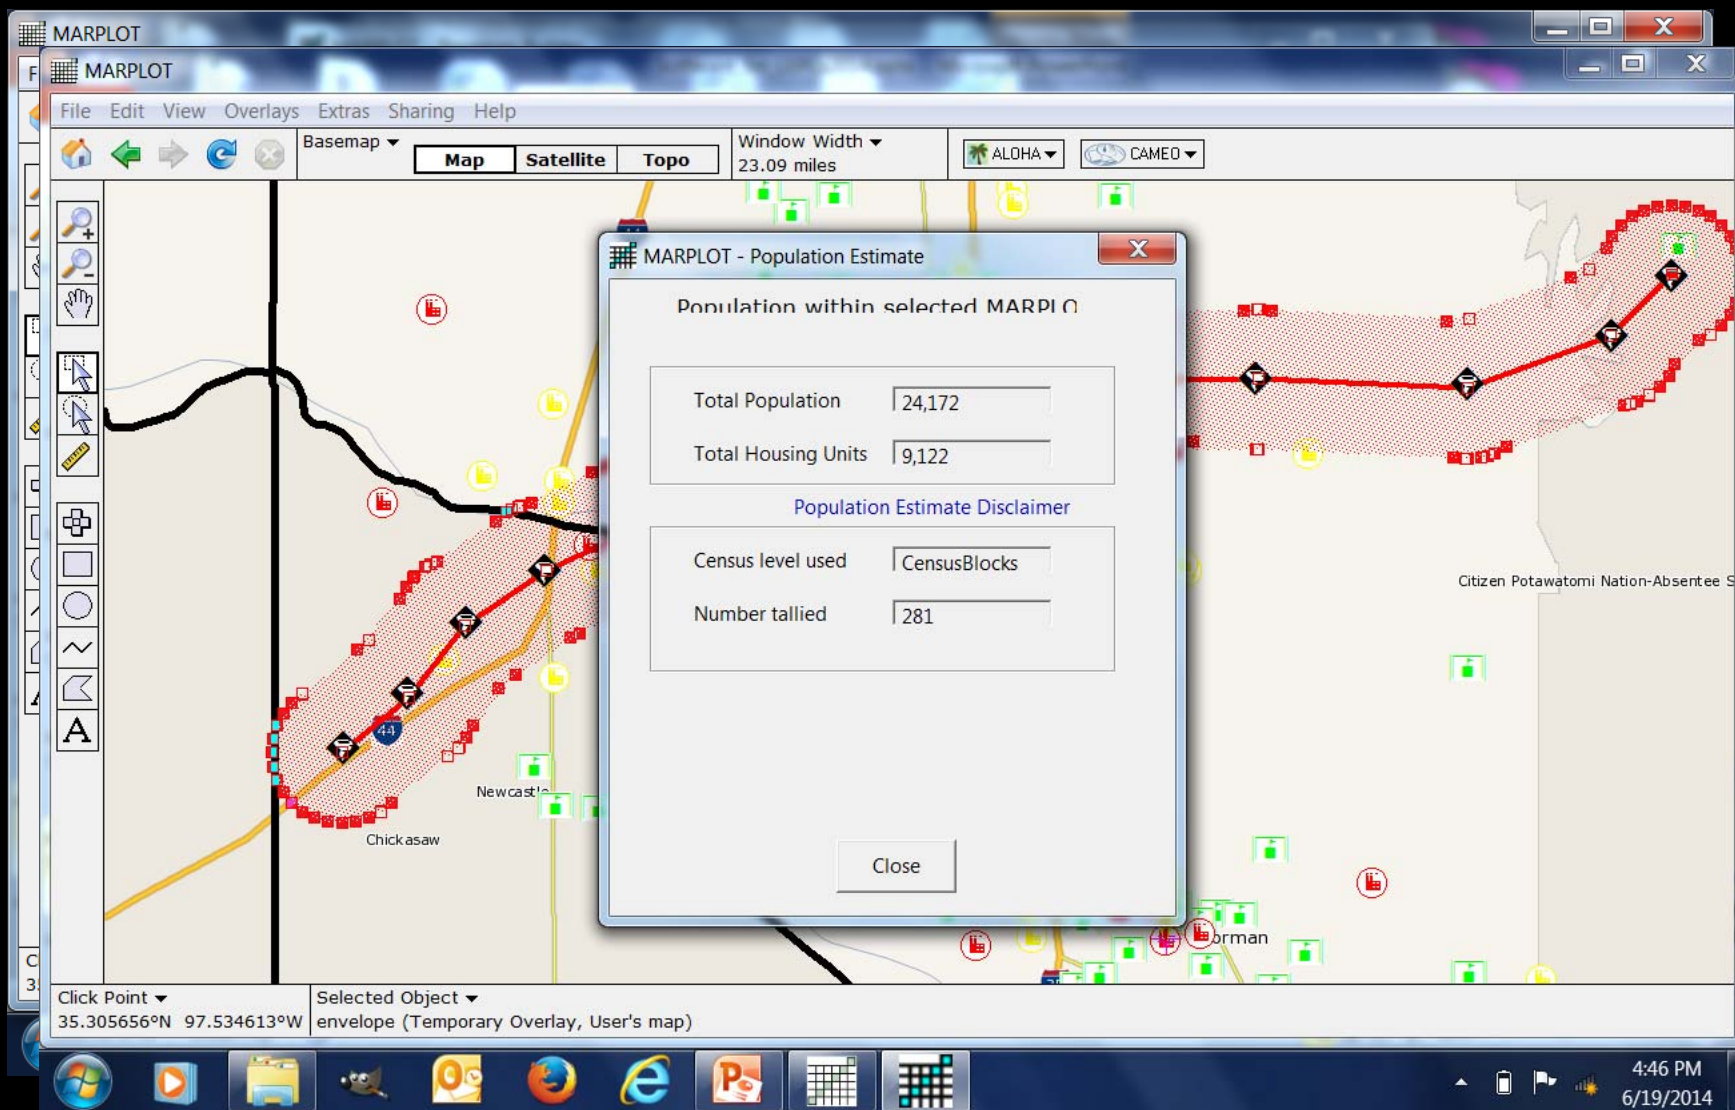 MARPLOT
MARPLOT
File Edit View Overlays Extras Sharing Help
Basemap
Map Satellite Topo
Window Width
23.09 miles
ALOHA
CAMEO
MARPLOT - Population Estimate
X
Population within selected MARPLO
Total Population 24,172
Total Housing Units 9,122
Population Estimate Disclaimer
Census level used CensusBlocks
Number tallied 281
Close
Citizen Potawatomi Nation-Absentee S
44
Newcastle
Chickasaw
orman
A
Click Point
35.305656°N 97.534613°W
Selected Object
envelope (Temporary Overlay, User's map)
4:46 PM
6/19/2014